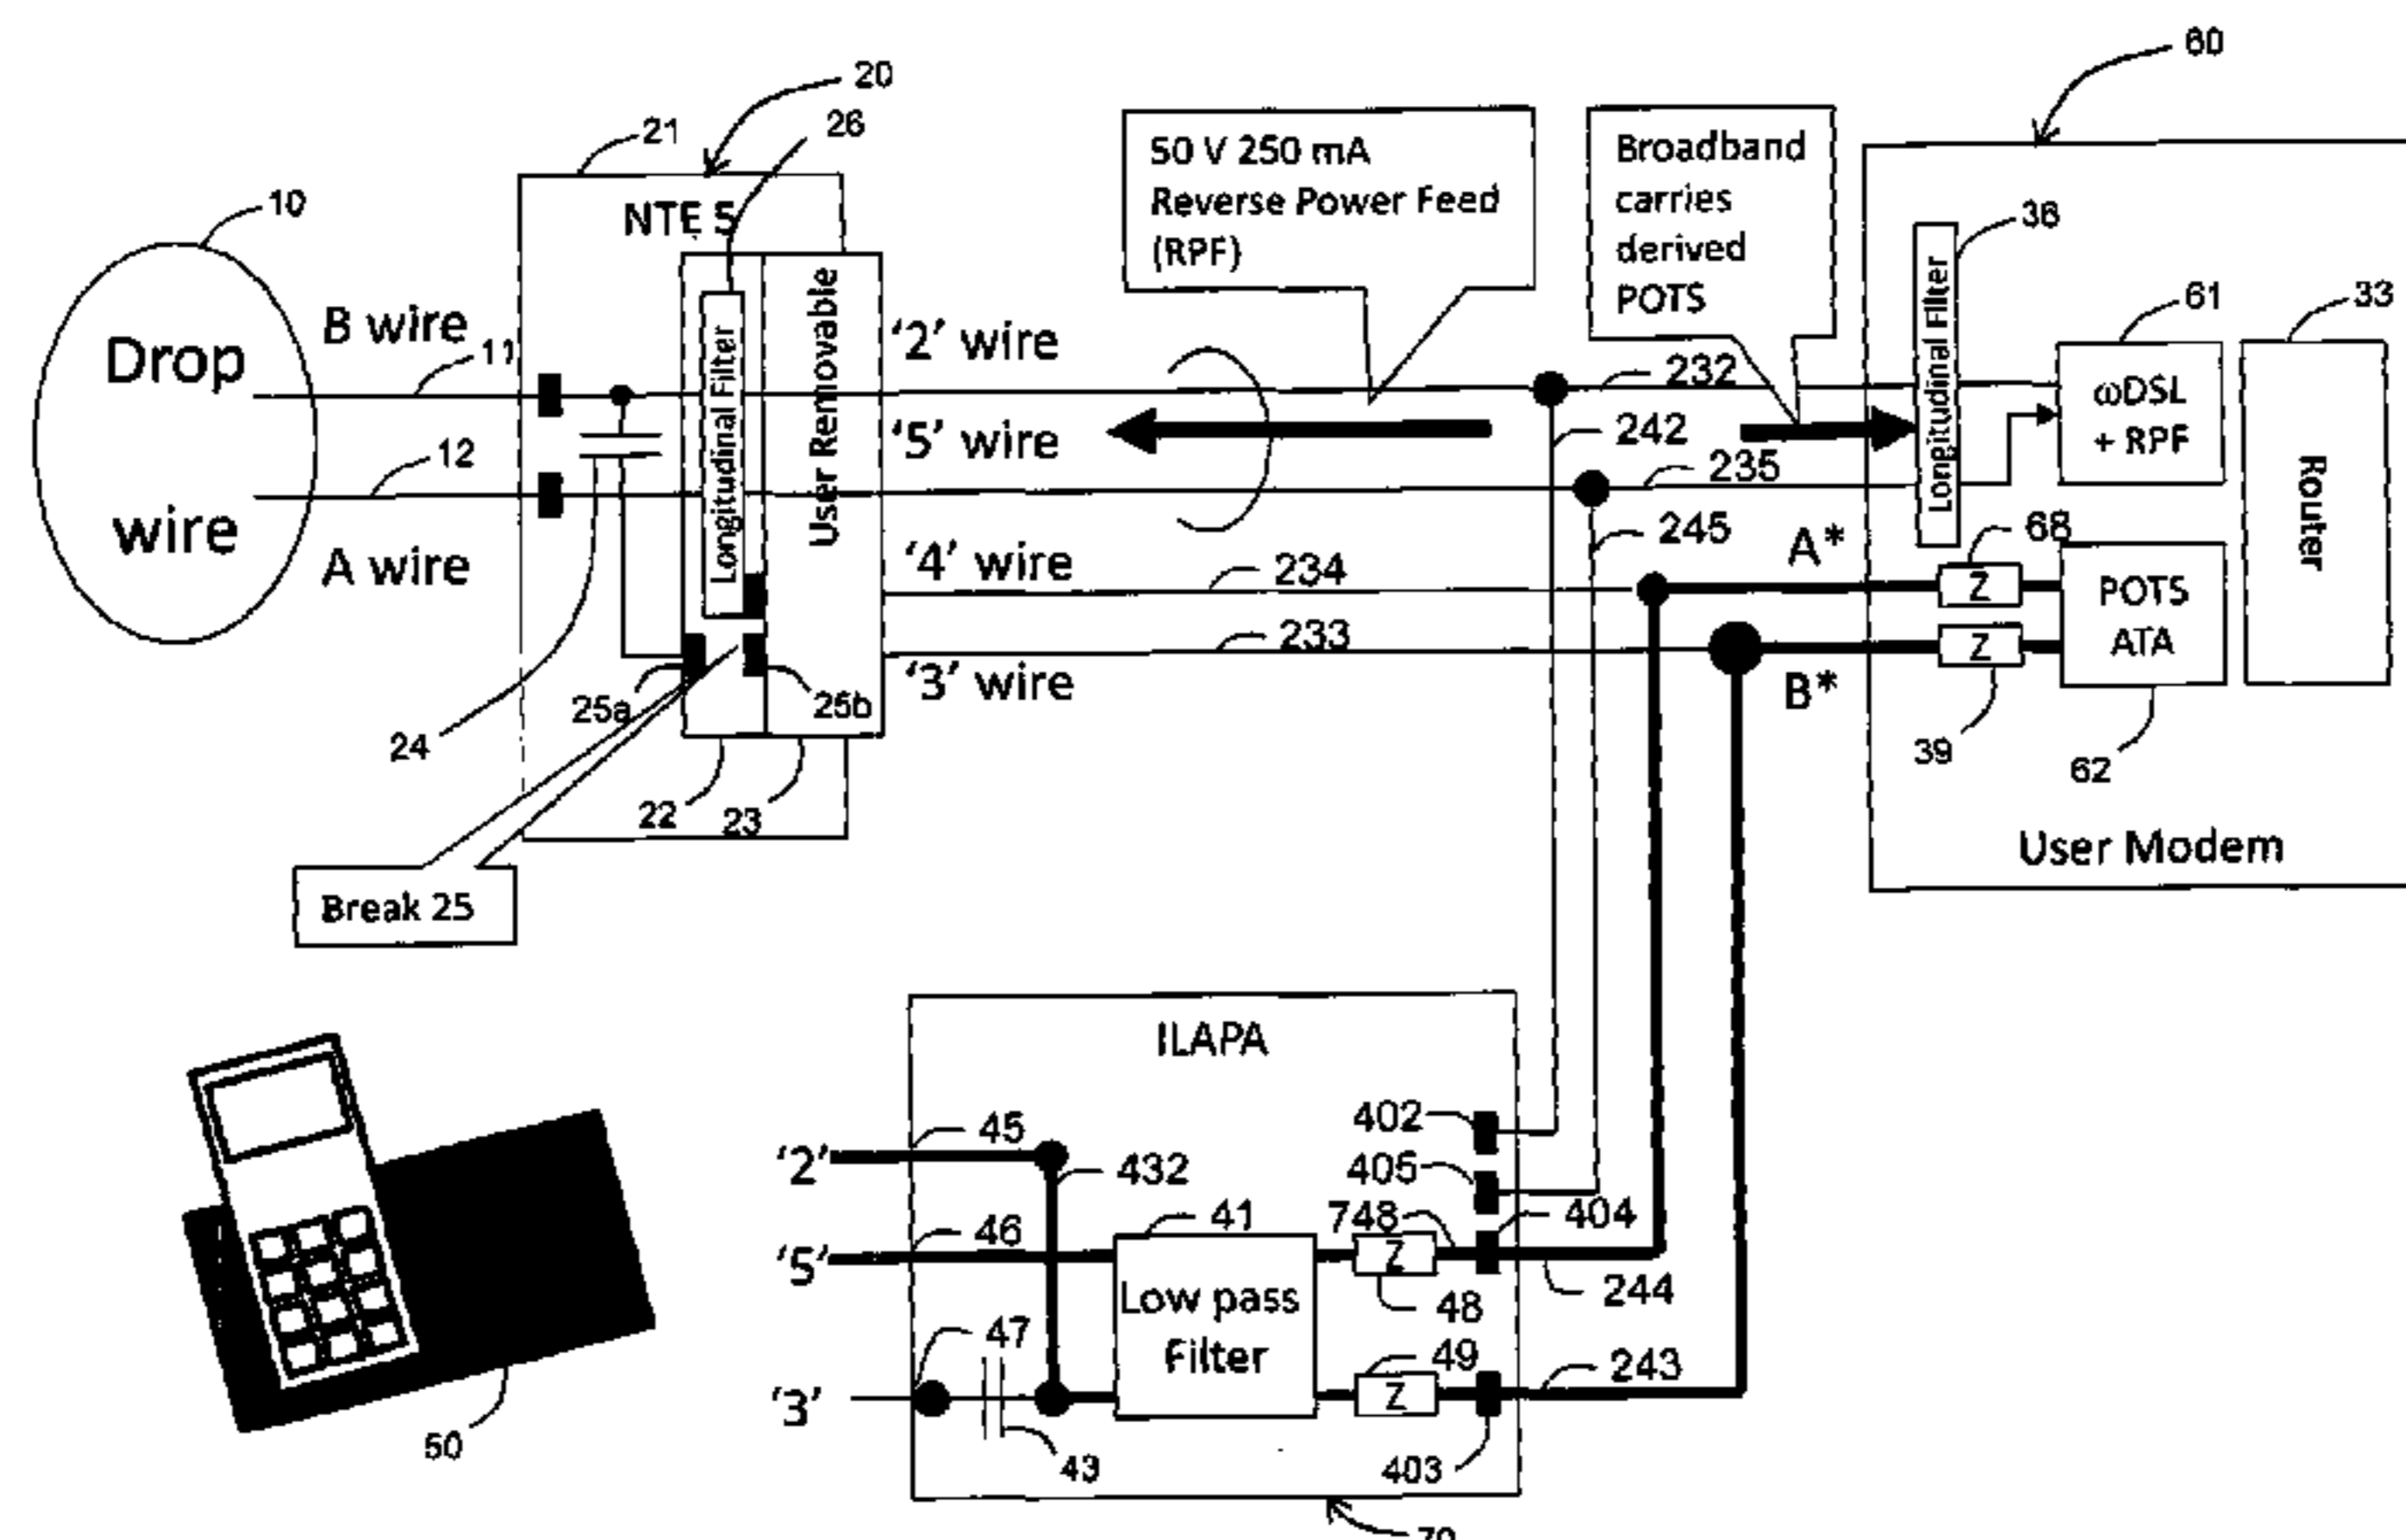 60
20
21
26
50 V 250 mA
Reverse Power Feed
(RPF)
Broadband
carries
derived
POTS
NTE 5
10
36
Longitudinal Filter
61
33
B wire
11
Drop
wire
'2' wire
232
ωDSL
+ RPF
Router
12
Longitudinal Filter
User Removable
'5' wire
242
235
A wire
245
A*
68
'4' wire
234
Z
POTS
ATA
233
Z
25a
25b
'3' wire
B*
24
39
62
22
23
User Modem
Break 25
ILAPA
402
'2'
45
432
405
'5'
46
41
748
404
Z
Low pass
Filter
48
244
47
49
243
'3'
Z
50
43
403